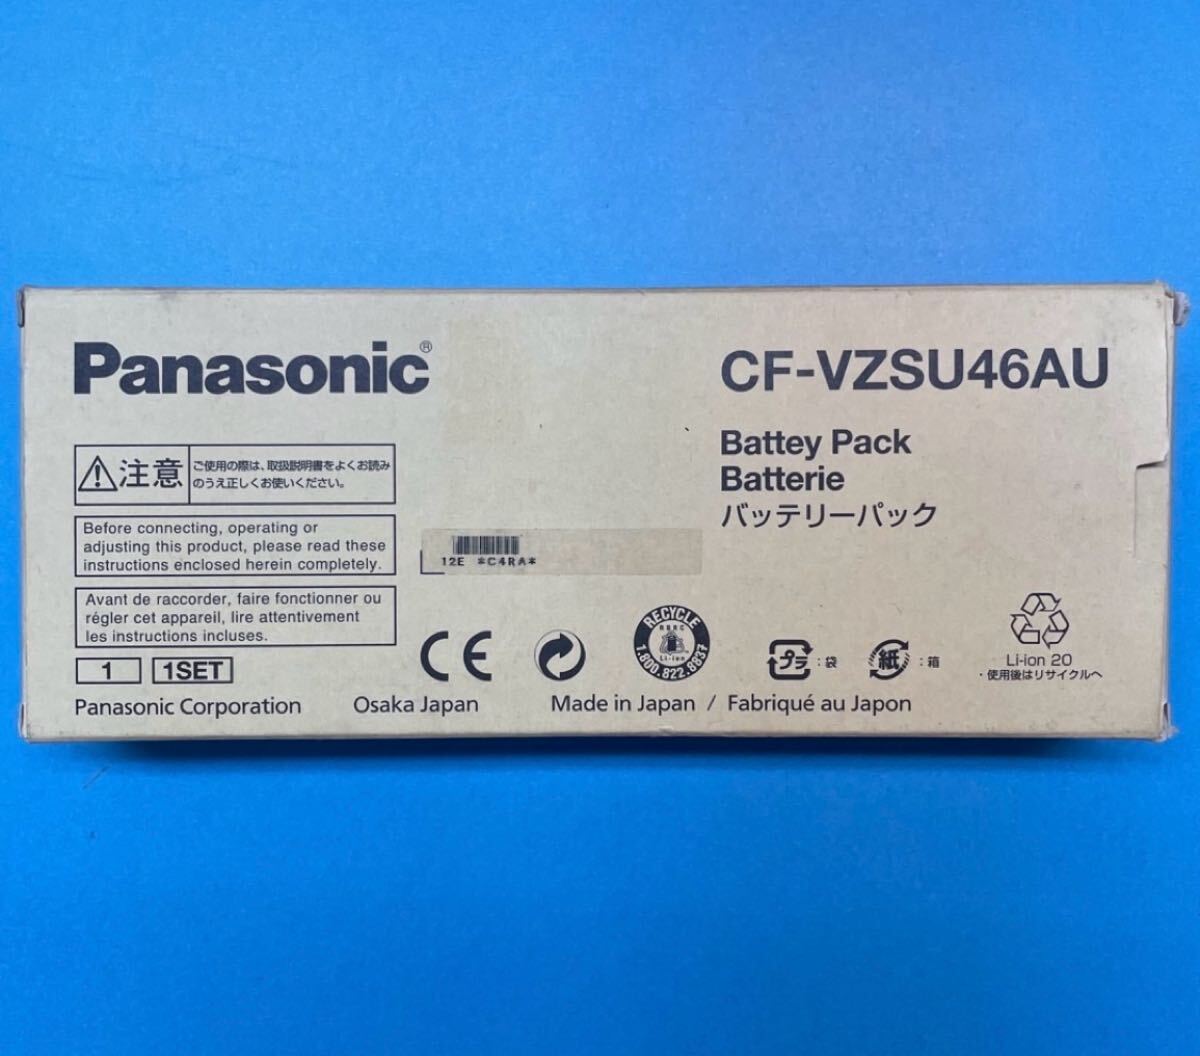 Panasonic®
CF-VZSU46AU
Battey Pack
Batterie
バッテリーパック
注意
ご使用の際は、取扱説明書をよくお読み
のうえ正しくお使いください。
Before connecting, operating or
adjusting this product, please read these
instructions enclosed herein completely.
Avant de raccorder, faire fonctionner ou
régler cet appareil, lire attentivement
les instructions incluses.
12E *C4RA*
1 1SET
CE
RECYCLE
RBRC
Li-ion
1.800.822.8837
プラ :袋
紙 :箱
Li-ion 20
・使用後はリサイクルへ
Panasonic Corporation Osaka Japan Made in Japan / Fabriqué au Japon